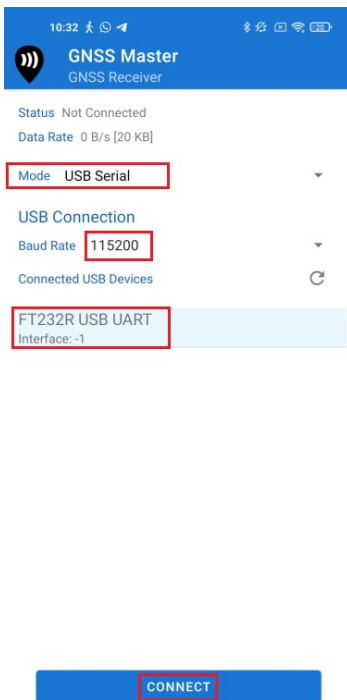 10:32
20
GNSS Master
GNSS Receiver
Status Not Connected
Data Rate 0 B/s [20 KB]
Mode USB Serial
USB Connection
Baud Rate 115200
Connected USB Devices
FT232R USB UART
Interface: -1
CONNECT